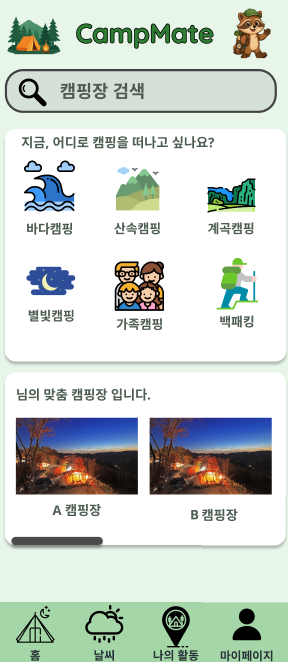 CampMate
캠핑장 검색
지금, 어디로 캠핑을 떠나고 싶나요?
바다캠핑 산속캠핑 계곡캠핑
별빛캠핑 가족캠핑 백패킹
님의 맞춤 캠핑장 입니다.
A 캠핑장 B 캠핑장
홈 날씨 나의 활동 마이페이지